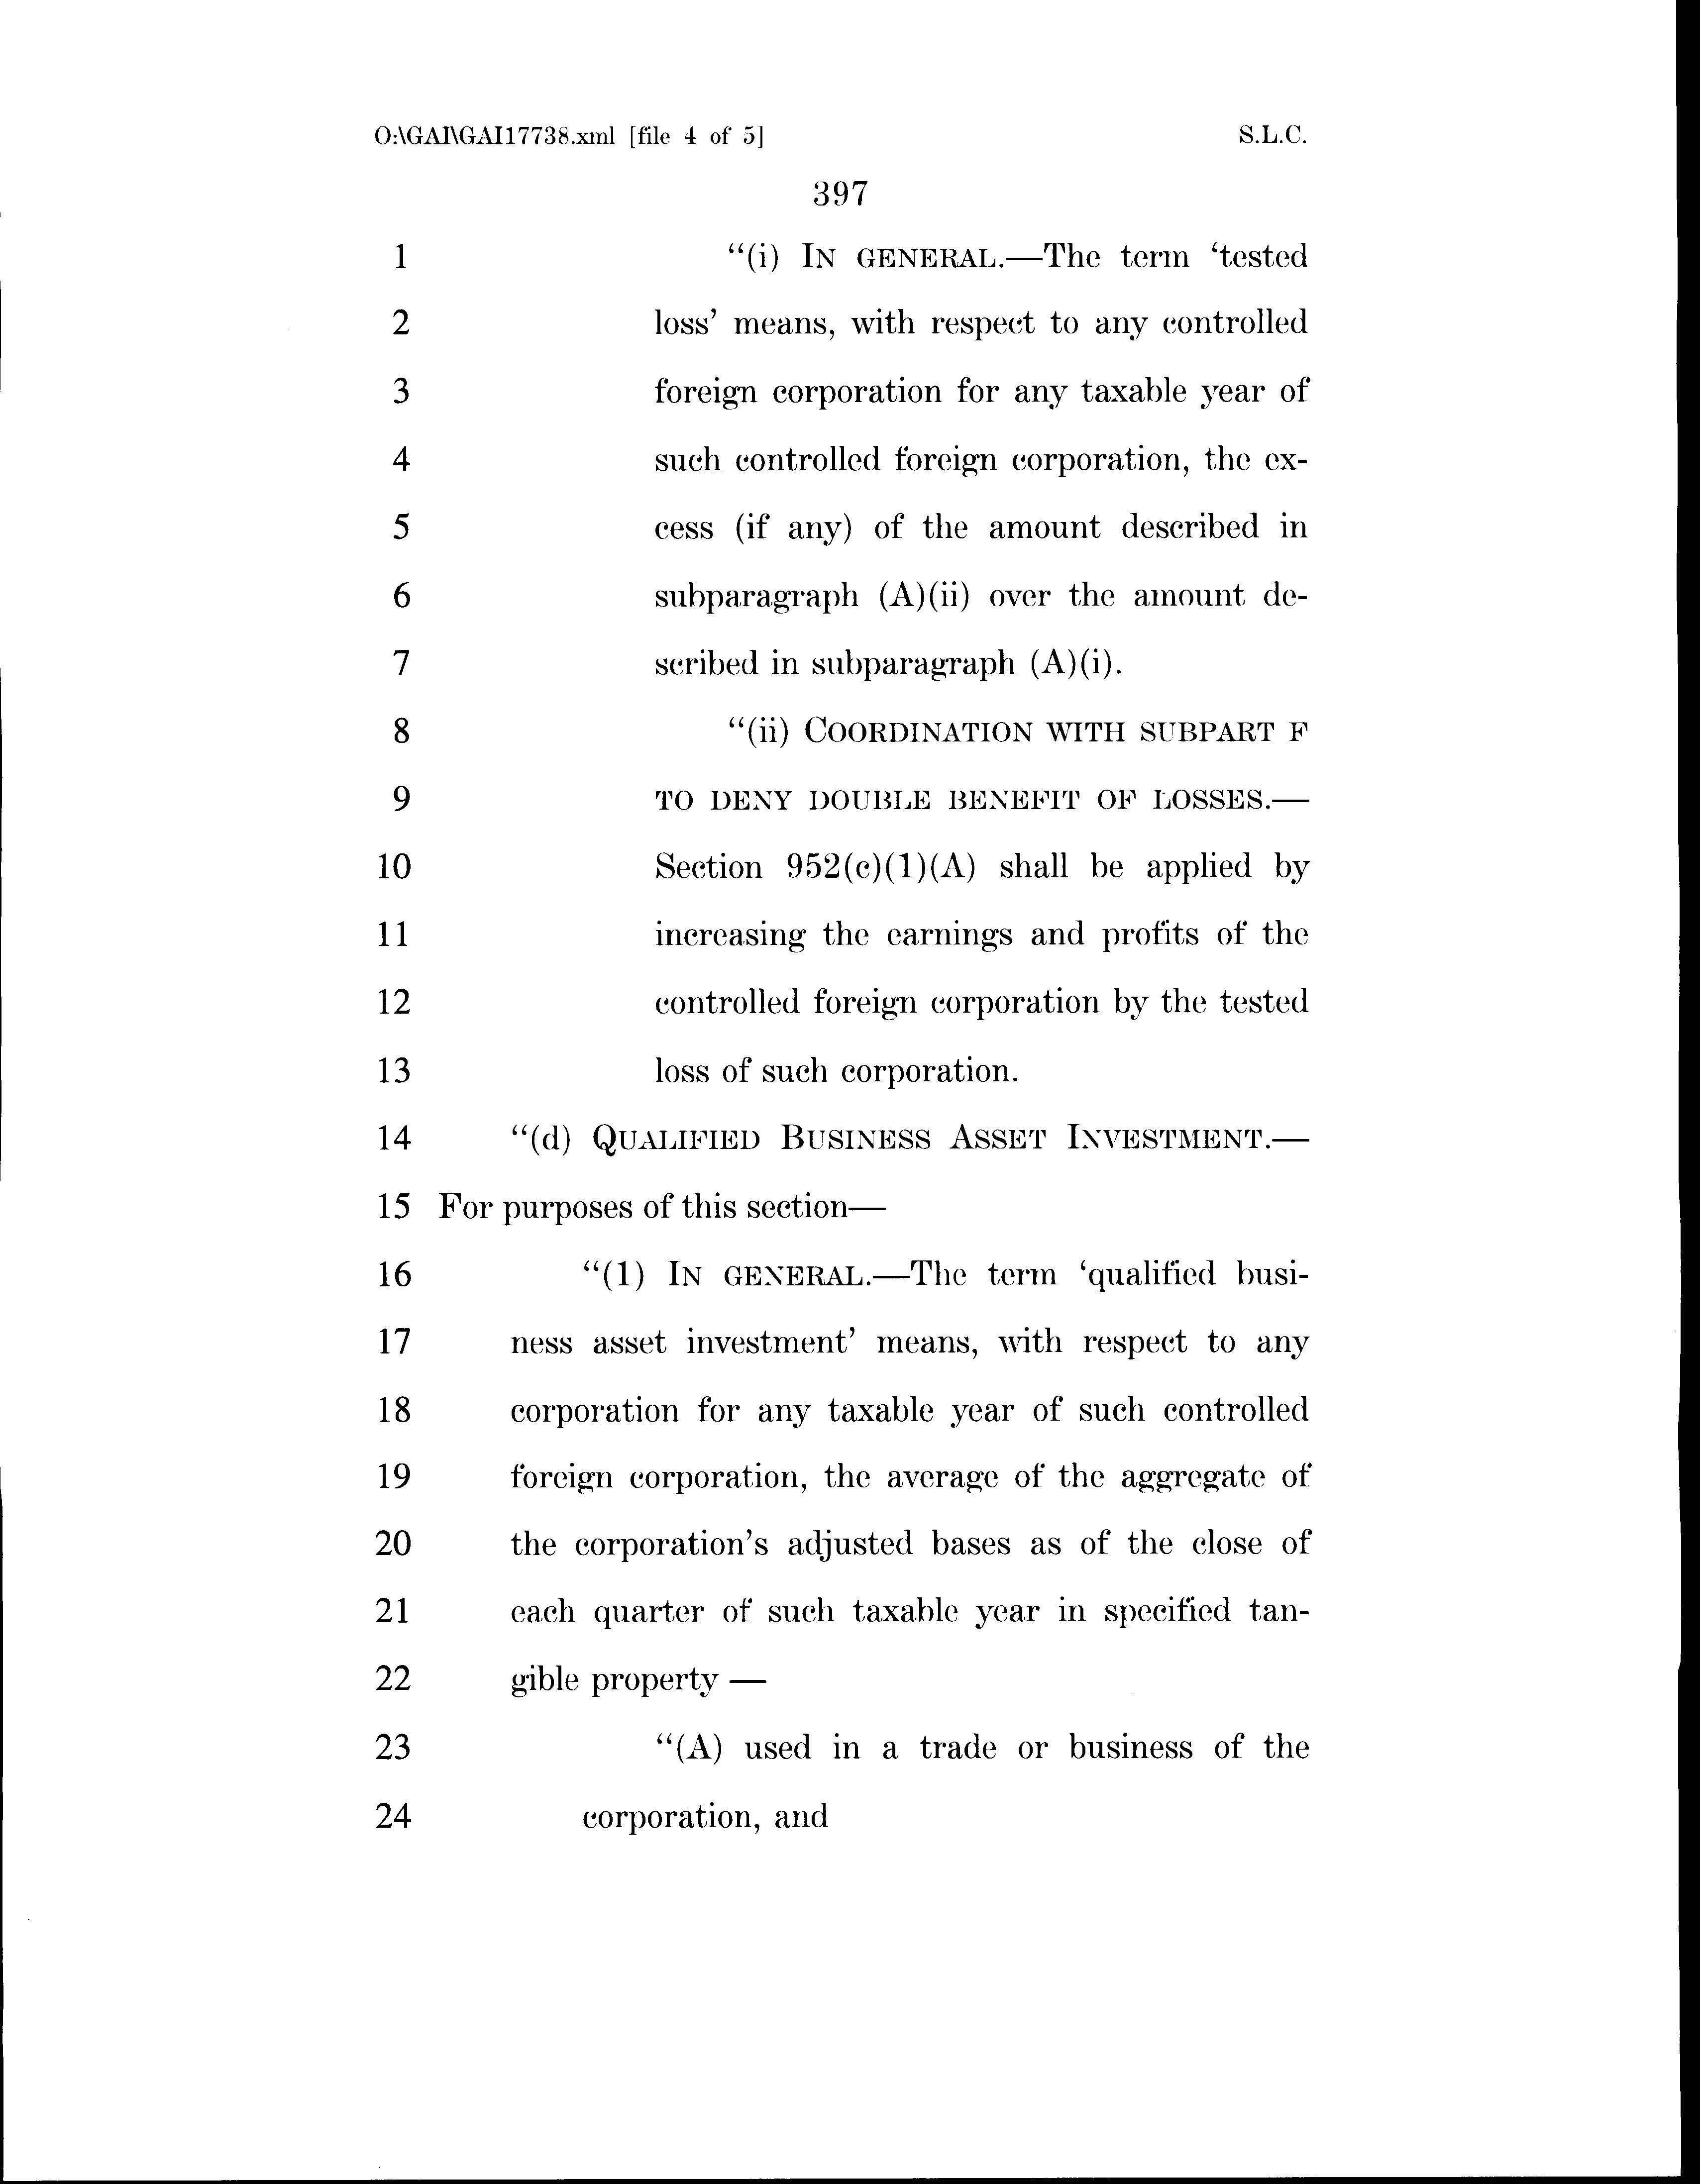 O:\GAI\GAI17738.xml [file 4 of 5] S.L.C.
397
1 “(i) IN GENERAL.—The term ‘tested
2 loss’ means, with respect to any controlled
3 foreign corporation for any taxable year of
4 such controlled foreign corporation, the ex-
5 cess (if any) of the amount described in
6 subparagraph (A)(ii) over the amount de-
7 scribed in subparagraph (A)(i).
8 “(ii) COORDINATION WITH SUBPART F
9 TO DENY DOUBLE BENEFIT OF LOSSES.—
10 Section 952(c)(1)(A) shall be applied by
11 increasing the earnings and profits of the
12 controlled foreign corporation by the tested
13 loss of such corporation.
14 “(d) QUALIFIED BUSINESS ASSET INVESTMENT.—
15 For purposes of this section—
16 “(1) IN GENERAL.—The term ‘qualified busi-
17 ness asset investment’ means, with respect to any
18 corporation for any taxable year of such controlled
19 foreign corporation, the average of the aggregate of
20 the corporation’s adjusted bases as of the close of
21 each quarter of such taxable year in specified tan-
22 gible property —
23 “(A) used in a trade or business of the
24 corporation, and